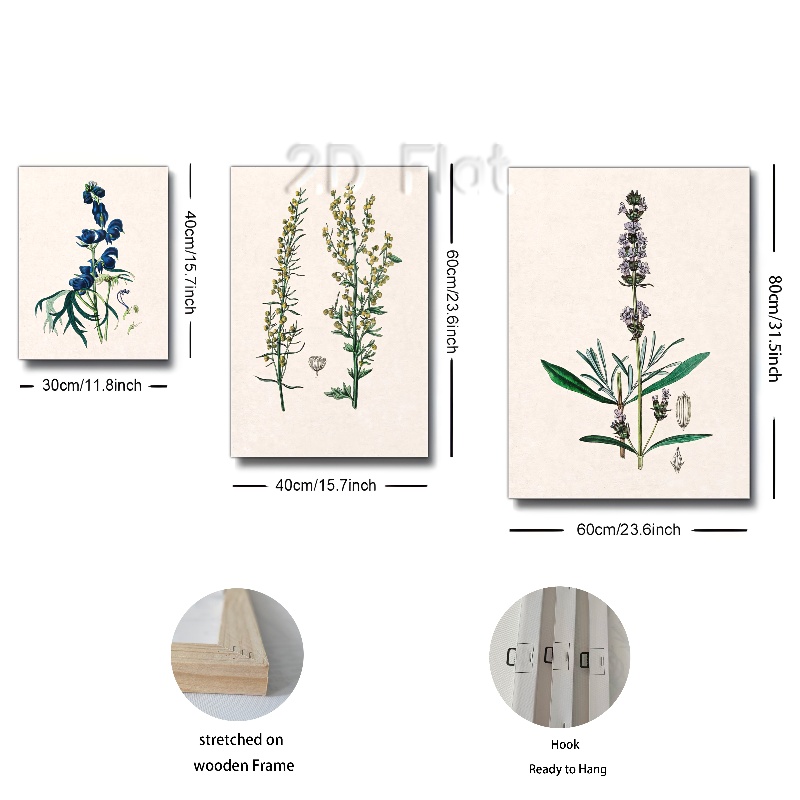 2D Flat
40cm/15.7inch
30cm/11.8inch
60cm/23.6inch
40cm/15.7inch
80cm/31.5inch
60cm/23.6inch
stretched on
wooden Frame
Hook
Ready to Hang